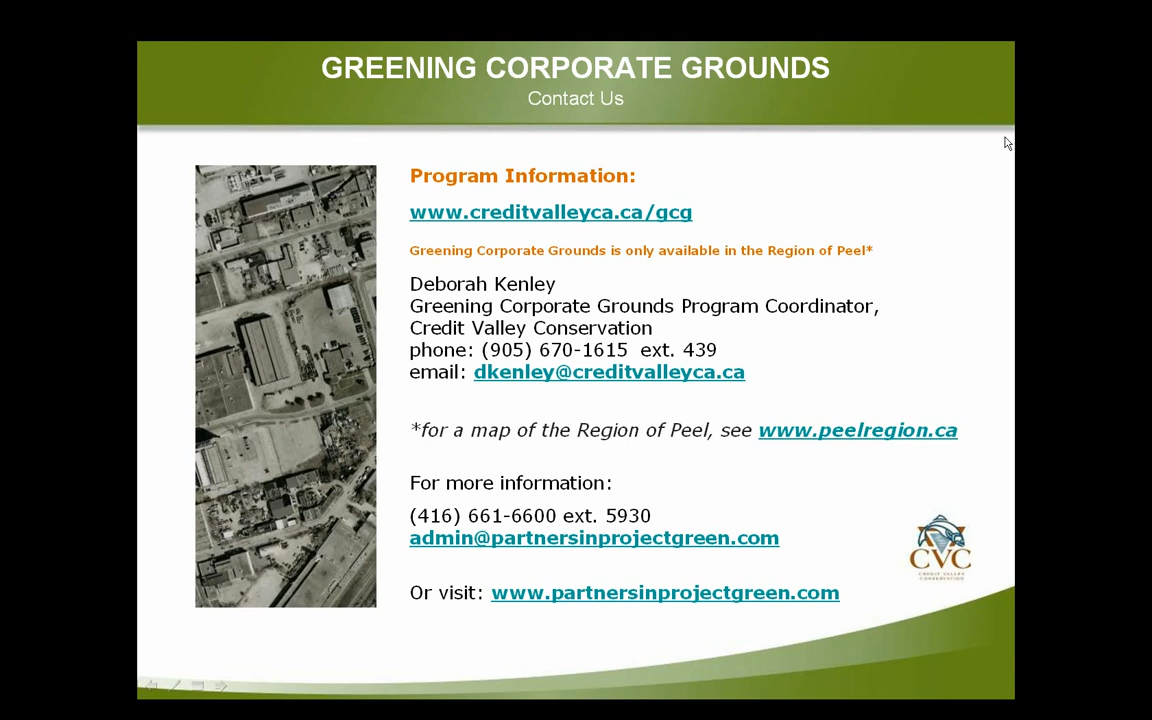 GREENING CORPORATE GROUNDS
Contact Us
Program Information:
www.creditvalleyca.ca/gcg
Greening Corporate Grounds is only available in the Region of Peel*
Deborah Kenley
Greening Corporate Grounds Program Coordinator,
Credit Valley Conservation
phone: (905) 670-1615  ext. 439
email: dkenley@creditvalleyca.ca
*for a map of the Region of Peel, see www.peelregion.ca
For more information:
(416) 661-6600 ext. 5930
admin@partnersinprojectgreen.com
Or visit: www.partnersinprojectgreen.com
CVC
CREDIT VALLEY
CONSERVATION